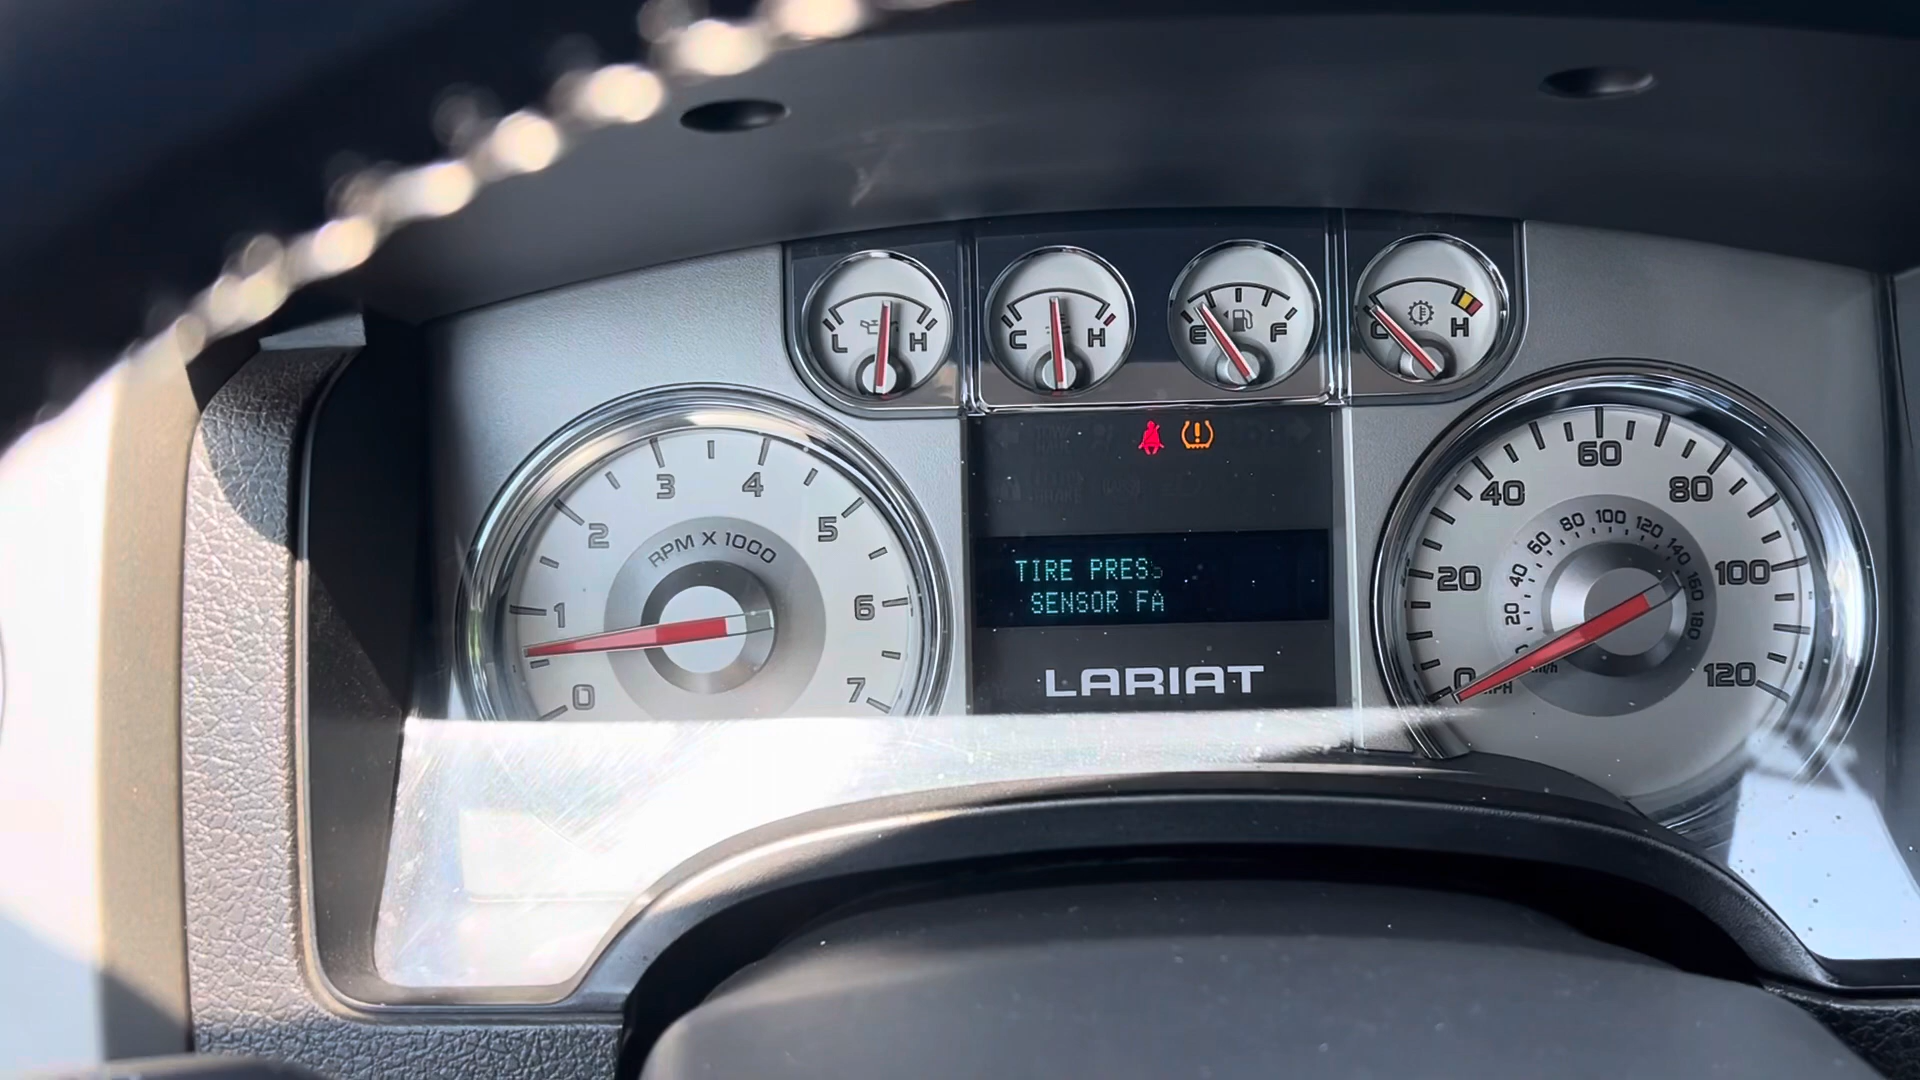 L H
C H
E F
C H
0 1 2 3 4 5 6 7
RPM X 1000
TIRE PRESS
SENSOR FA
LARIAT
0 20 40 60 80 100 120
MPH
20 40 60 80 100 120 140 160 180
km/h